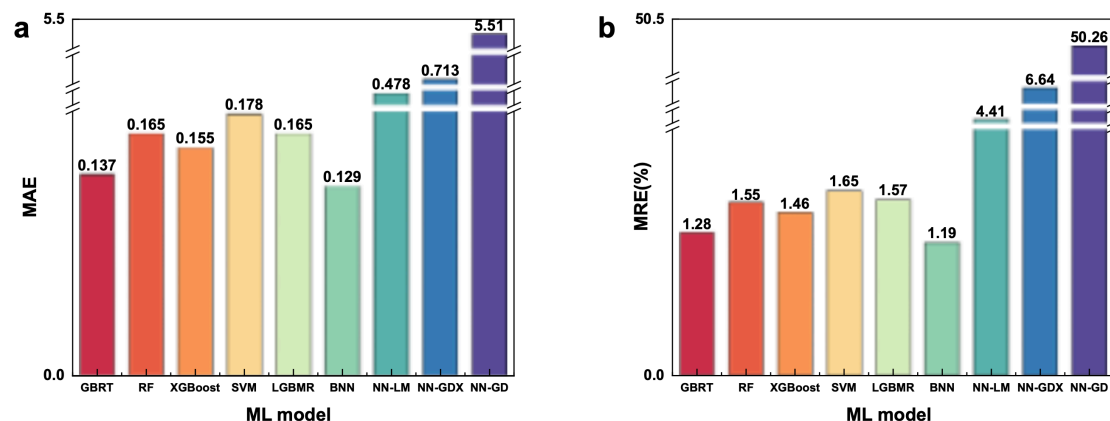 a
5.5
5.51
0.713
0.478
0.178
0.165
0.165
0.155
0.137
0.129
MAE
0.0
GBRT RF XGBoost SVM LGBMR BNN NN-LM NN-GDX NN-GD
ML model
b
50.5
50.26
6.64
4.41
1.65
1.55
1.57
1.46
1.28
1.19
MRE(%)
0.0
GBRT RF XGBoost SVM LGBMR BNN NN-LM NN-GDX NN-GD
ML model